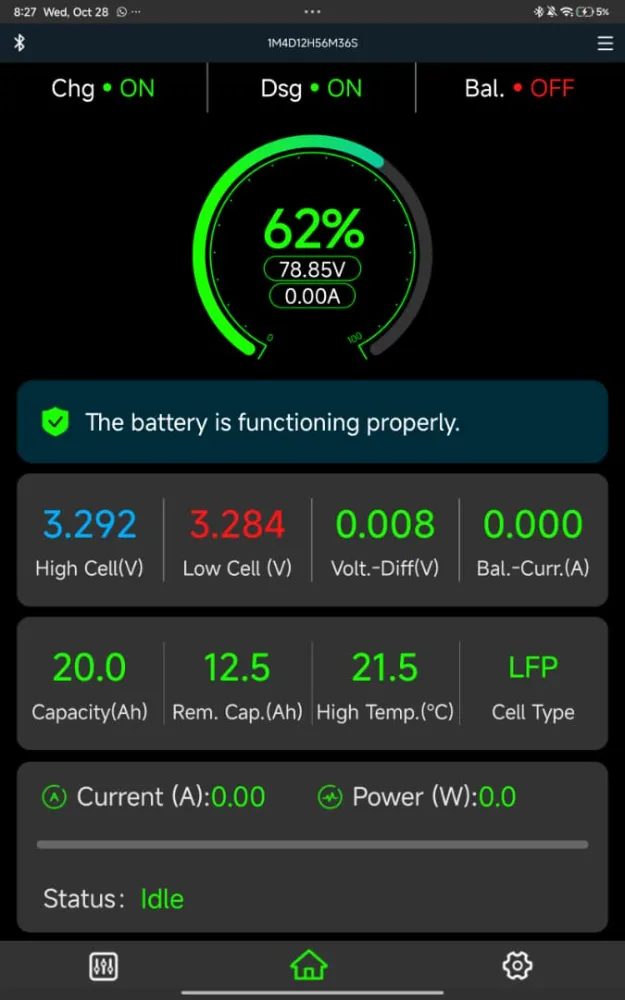 8:27 Wed, Oct 28 ... ... 5%
1M4D12H56M36S
Chg • ON Dsg • ON Bal. • OFF
62%
78.85V
0.00A
0 100
The battery is functioning properly.
3.292 3.284 0.008 0.000
High Cell(V) Low Cell (V) Volt.-Diff(V) Bal.-Curr.(A)
20.0 12.5 21.5 LFP
Capacity(Ah) Rem. Cap.(Ah) High Temp.(°C) Cell Type
Current (A):0.00 Power (W):0.0
Status: Idle